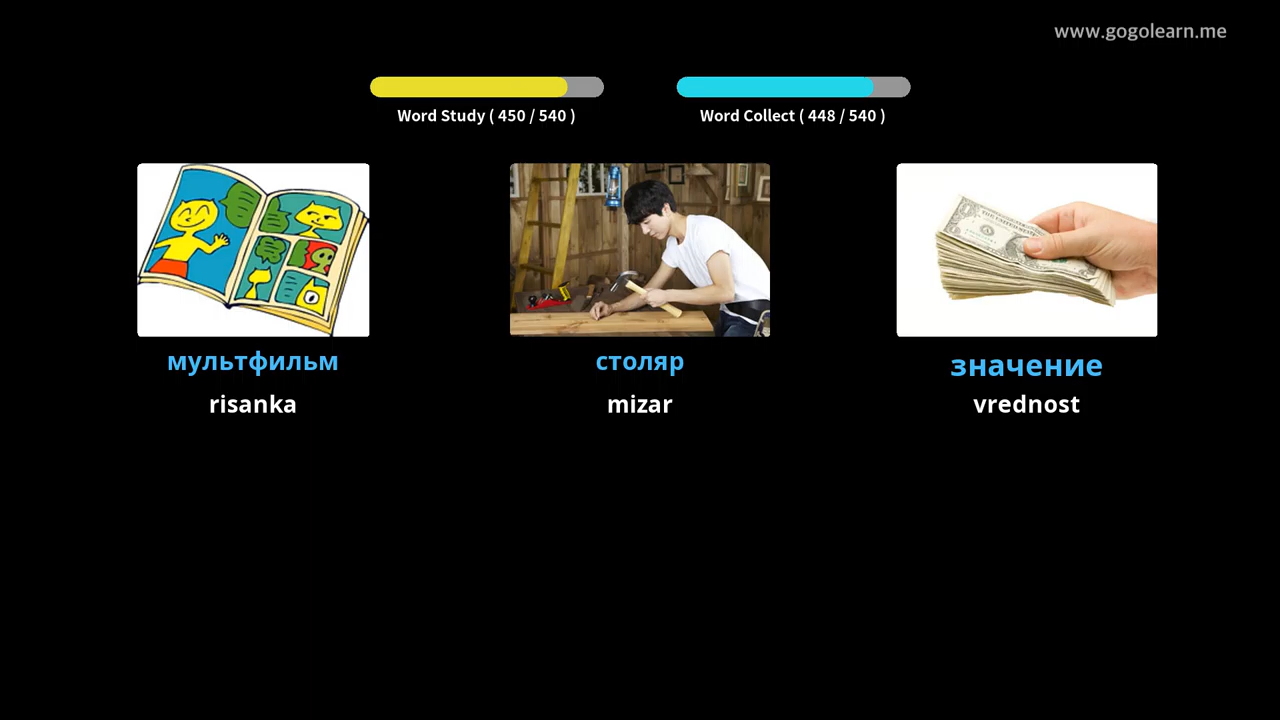 www.gogolearn.me
Word Study ( 450 / 540 )
Word Collect ( 448 / 540 )
мультфильм
столяр
значение
risanka
mizar
vrednost